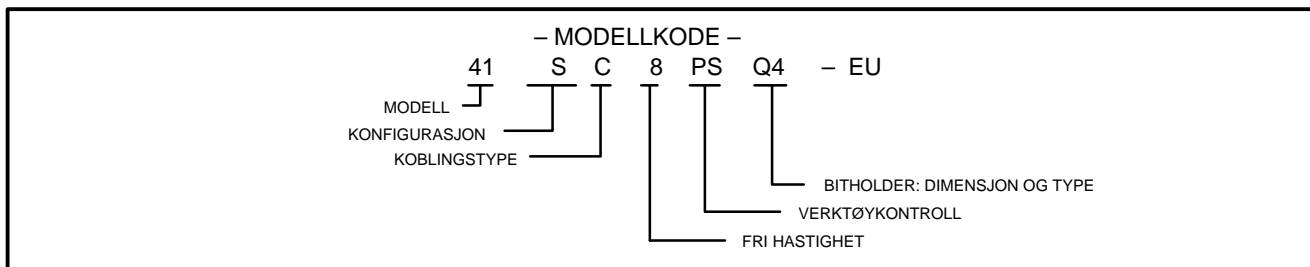 – MODELLKODE –
41 S C 8 PS Q4 – EU
MODELL
KONFIGURASJON
KOBLINGSTYPE
BITHOLDER: DIMENSJON OG TYPE
VERKTØYKONTROLL
FRI HASTIGHET